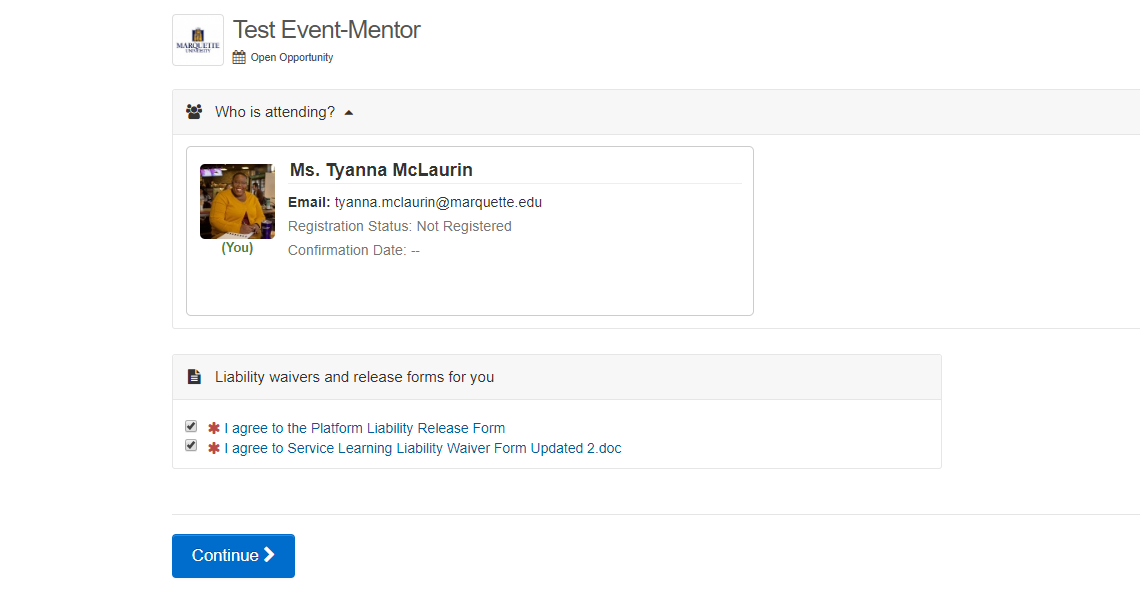 MARQUETTE
UNIVERSITY
Test Event-Mentor
Open Opportunity
Who is attending?
Ms. Tyanna McLaurin
Email: tyanna.mclaurin@marquette.edu
Registration Status: Not Registered
(You)
Confirmation Date: --
Liability waivers and release forms for you
✱ I agree to the Platform Liability Release Form
✱ I agree to Service Learning Liability Waiver Form Updated 2.doc
Continue